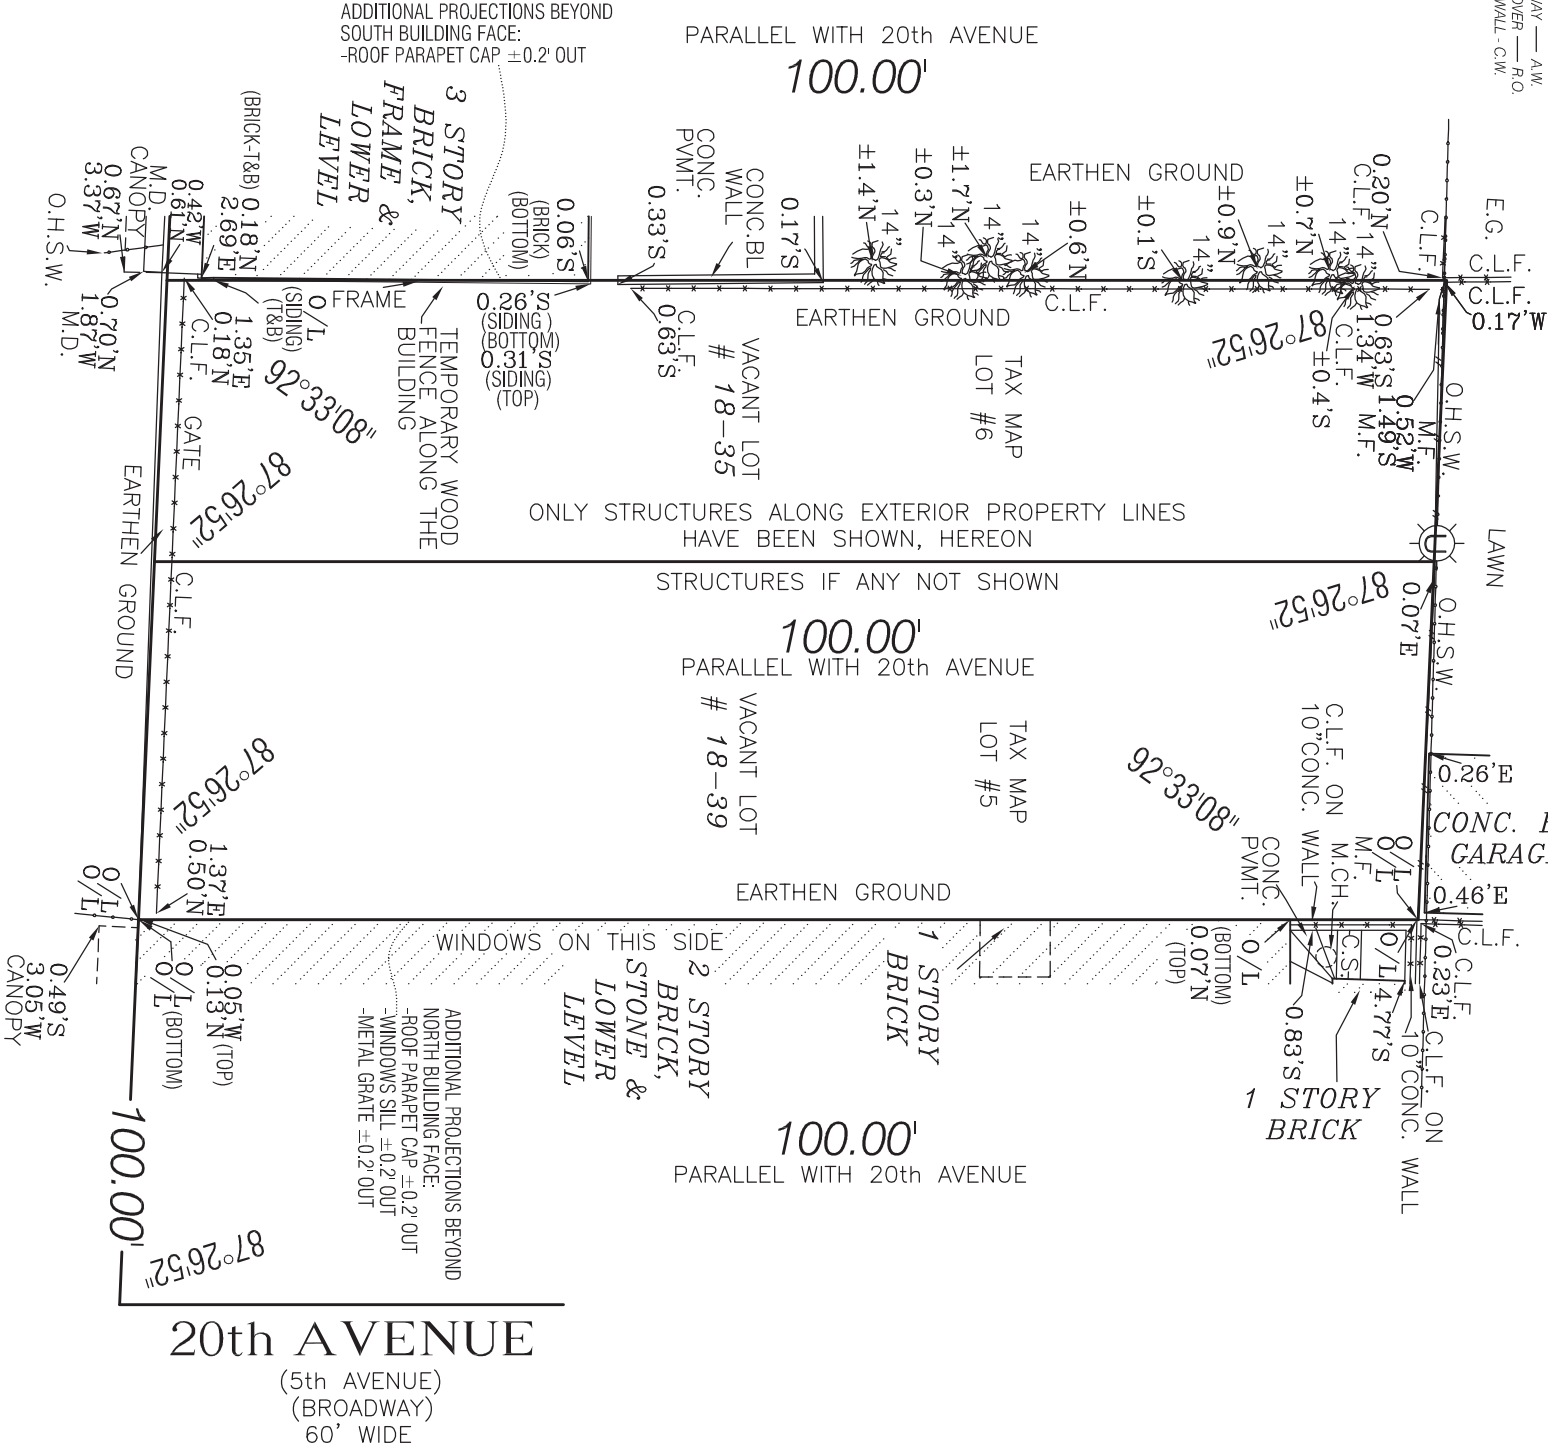 ADDITIONAL PROJECTIONS BEYOND
SOUTH BUILDING FACE:
-ROOF PARAPET CAP ±0.2' OUT
PARALLEL WITH 20th AVENUE
100.00'
WAY — A.W.
OVER — R.O.
WALL - C.W.
3 STORY
BRICK,
FRAME &
LOWER
LEVEL
(BRICK-T&B)
0.18'N
2.69'E
0.42'W
0.61'N
M.D.
CANOPY
0.67'N
3.37'W
O.H.S.W.
0.70'N
1.87'W
M.D.
0.06'S
(BRICK)
(BOTTOM)
CONC.
PVMT.
CONC.BL
WALL
0.33'S
0.17'S
±1.4'N
14"
±0.3'N
14"
±1.7'N
14"
14"
±0.6'N
EARTHEN GROUND
±0.1'S
14"
±0.9'N
14"
±0.7'N
14"
14"
0.20'N
C.L.F.
C.L.F.
E.G.
C.L.F.
C.L.F.
0.17'W
FRAME
O/L
(SIDING)
(T&B)
1.35'E
0.18'N
C.L.F.
92°33'08"
GATE
87°26'52"
TEMPORARY WOOD
FENCE ALONG THE
BUILDING
0.26'S
(SIDING)
(BOTTOM)
0.31'S
(SIDING)
(TOP)
C.L.F.
0.63'S
EARTHEN GROUND
C.L.F.
87°26'52"
±0.4'S
C.L.F.
1.34'W
0.63'S
1.49'S
M.F.
0.52'W
M.F.
O.H.S.W.
VACANT LOT
# 18-35
TAX MAP
LOT #6
ONLY STRUCTURES ALONG EXTERIOR PROPERTY LINES
HAVE BEEN SHOWN, HEREON
LAWN
U
EARTHEN GROUND
C.L.F.
STRUCTURES IF ANY NOT SHOWN
100.00'
PARALLEL WITH 20th AVENUE
87°26'52"
0.07'E
O.H.S.W.
VACANT LOT
# 18-39
TAX MAP
LOT #5
92°33'08"
87°26'52"
C.L.F. ON
10"CONC. WALL
0.26'E
CONC.
GARAG
0.46'E
CONC.
PVMT.
M.CH.
M.F.
O/L
O/L
1.37'E
0.50'N
EARTHEN GROUND
O/L
O/L
WINDOWS ON THIS SIDE
0.49'S
3.05'W
CANOPY
O/L
O/L
(BOTTOM)
0.05'W
0.13'N
(TOP)
2 STORY
BRICK,
STONE &
LOWER
LEVEL
1 STORY
BRICK
O/L
(BOTTOM)
0.07'N
(TOP)
C.S.
O/L
4.77'S
0.83'S
C.L.F.
C.L.F.
0.23'E
C.L.F. ON
10"CONC. WALL
1 STORY
BRICK
ADDITIONAL PROJECTIONS BEYOND
NORTH BUILDING FACE:
-ROOF PARAPET CAP ±0.2' OUT
-WINDOWS SILL ±0.2' OUT
-METAL GRATE ±0.2' OUT
100.00'
PARALLEL WITH 20th AVENUE
100.00'
87°26'52"
20th AVENUE
(5th AVENUE)
(BROADWAY)
60' WIDE